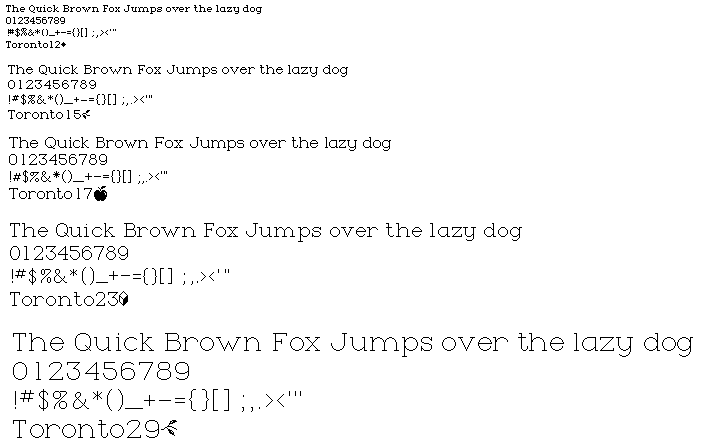 The Quick Brown Fox Jumps over the lazy dog
0123456789
!#$%&*()_+-={}[] ;,.><'"
Toronto12
The Quick Brown Fox Jumps over the lazy dog
0123456789
!#$%&*()_+-={}[] ;,.><'"
Toronto15
The Quick Brown Fox Jumps over the lazy dog
0123456789
!#$%&*()_+-={}[] ;,.><'"
Toronto17
The Quick Brown Fox Jumps over the lazy dog
0123456789
!#$%&*()_+-={}[] ;,.><'"
Toronto23
The Quick Brown Fox Jumps over the lazy dog
0123456789
!#$%&*()_+-={}[] ;,.><'"
Toronto29